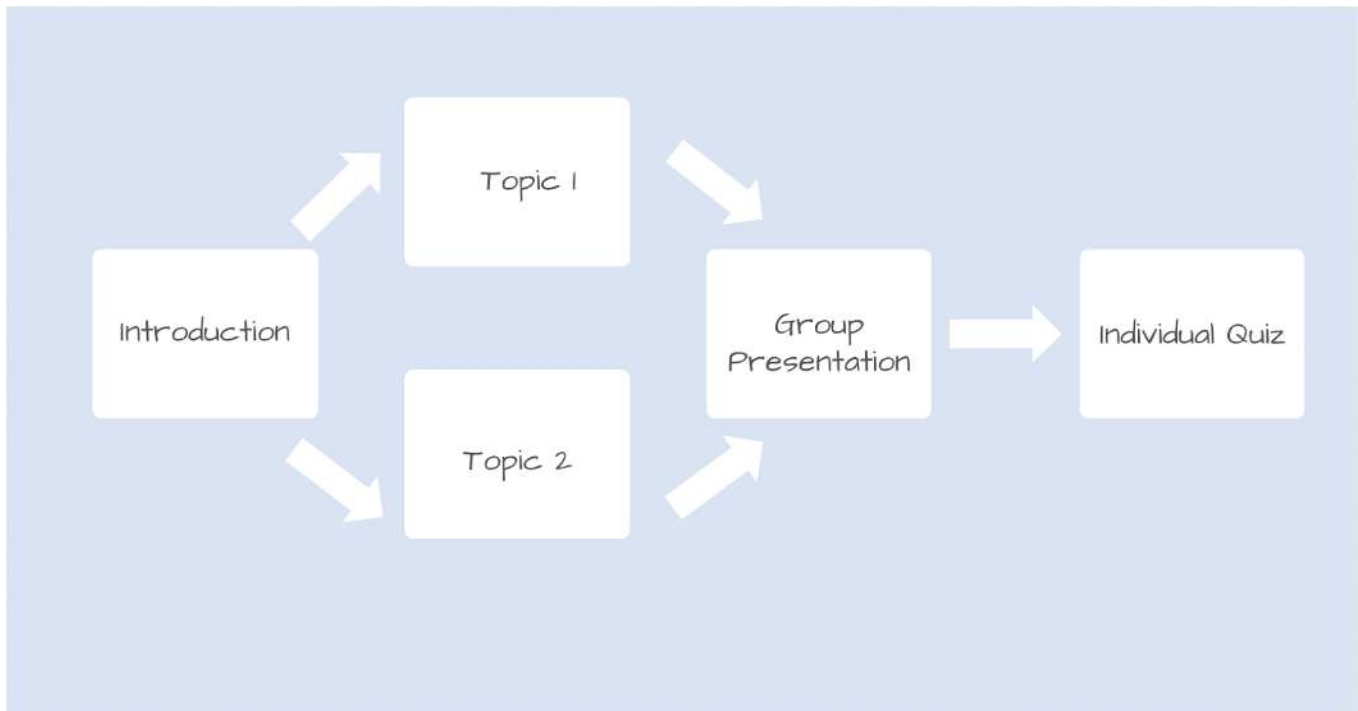 Introduction
Topic 1
Topic 2
Group
Presentation
Individual Quiz